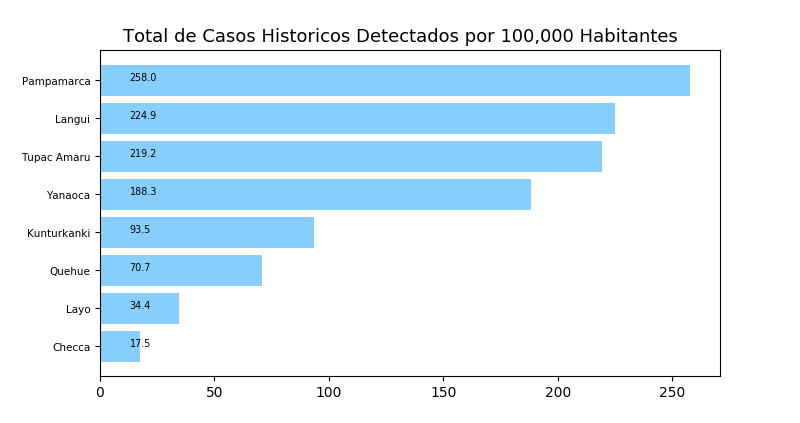 Total de Casos Historicos Detectados por 100,000 Habitantes
Pampamarca 258.0
Langui 224.9
Tupac Amaru 219.2
Yanaoca 188.3
Kunturkanki 93.5
Quehue 70.7
Layo 34.4
Checca 17.5
0 50 100 150 200 250